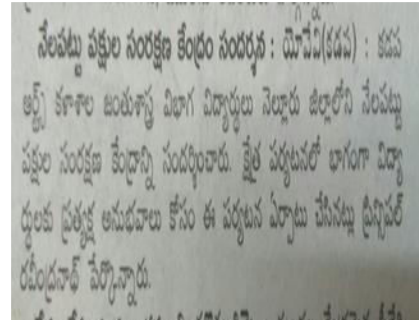 నేలపట్టు పక్షుల సంరక్షణ కేంద్రం సందర్శన : యోవేవి(కడప) : కడప
ఆర్ట్స్ కళాశాల జంతుశాస్త్ర విభాగ విద్యార్థులు నెల్లూరు జిల్లాలోని నేలపట్టు
పక్షుల సంరక్షణ కేంద్రాన్ని సందర్శించారు. క్షేత్ర పర్యటనలో భాగంగా విద్యా
ర్థులకు ప్రత్యక్ష అనుభవాలు కోసం ఈ పర్యటన ఏర్పాటు చేసినట్లు ప్రిన్సిపల్
రవీంద్రనాథ్ పేర్కొన్నారు.